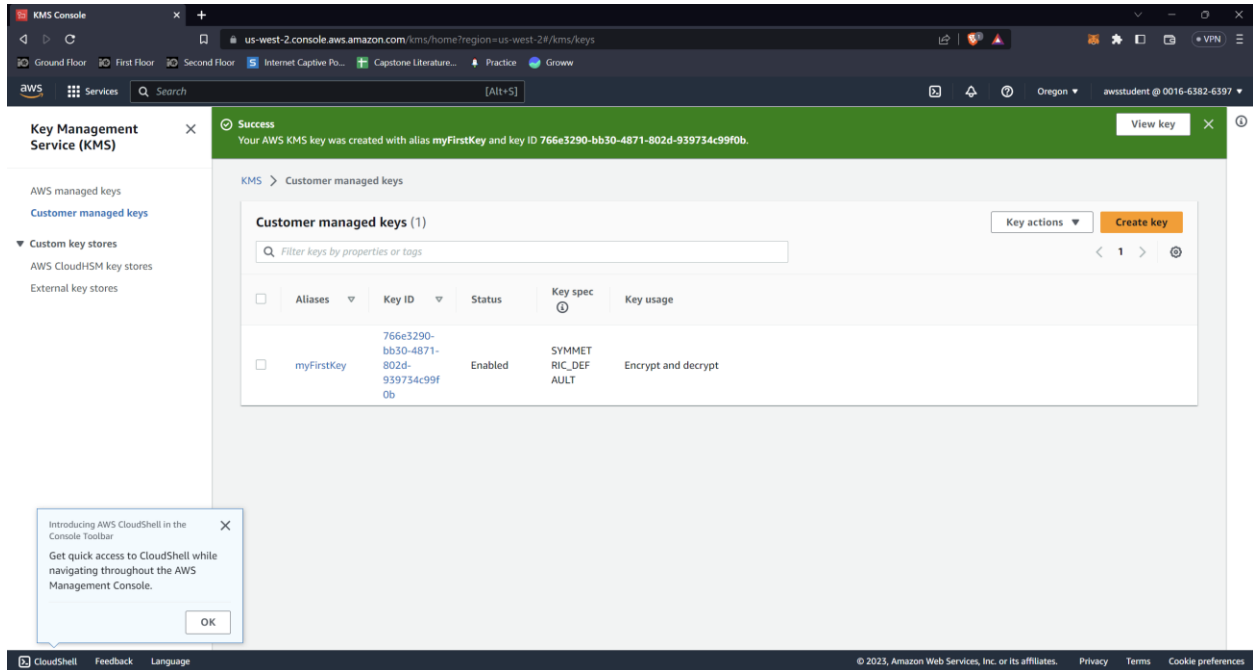 KMS Console
us-west-2.console.aws.amazon.com/kms/home?region=us-west-2#/kms/keys
VPN
iO Ground Floor iO First Floor iO Second Floor S Internet Captive Po... Capstone Literature... Practice Groww
aws Services Search [Alt+S] Oregon awsstudent @ 0016-6382-6397
Key Management
Service (KMS)
AWS managed keys
Customer managed keys
Custom key stores
AWS CloudHSM key stores
External key stores
Success
Your AWS KMS key was created with alias myFirstKey and key ID 766e3290-bb30-4871-802d-939734c99f0b.
View key
KMS > Customer managed keys
Customer managed keys (1)
Key actions
Create key
Filter keys by properties or tags
1
Aliases Key ID Status Key spec Key usage
myFirstKey
766e3290-
bb30-4871-
802d-
939734c99f
0b
Enabled
SYMMET
RIC_DEF
AULT
Encrypt and decrypt
Introducing AWS CloudShell in the
Console Toolbar
Get quick access to CloudShell while
navigating throughout the AWS
Management Console.
OK
CloudShell Feedback Language © 2023, Amazon Web Services, Inc. or its affiliates. Privacy Terms Cookie preferences